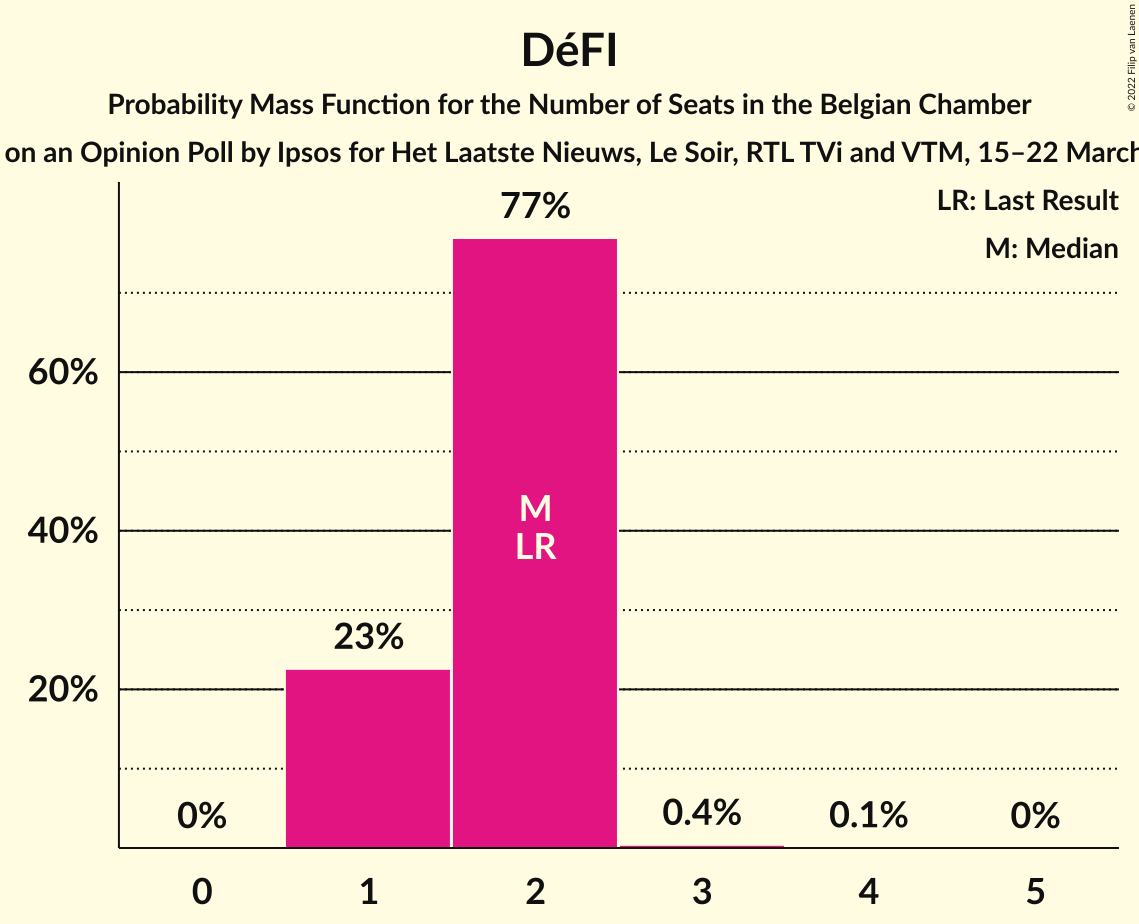 DéFI
Probability Mass Function for the Number of Seats in the Belgian Chamber
on an Opinion Poll by Ipsos for Het Laatste Nieuws, Le Soir, RTL TVi and VTM, 15–22 March
© 2022 Filip van Laenen
LR: Last Result
M: Median
77%
60%
M
40%
LR
23%
20%
0%
0.4%
0.1%
0%
0 1 2 3 4 5